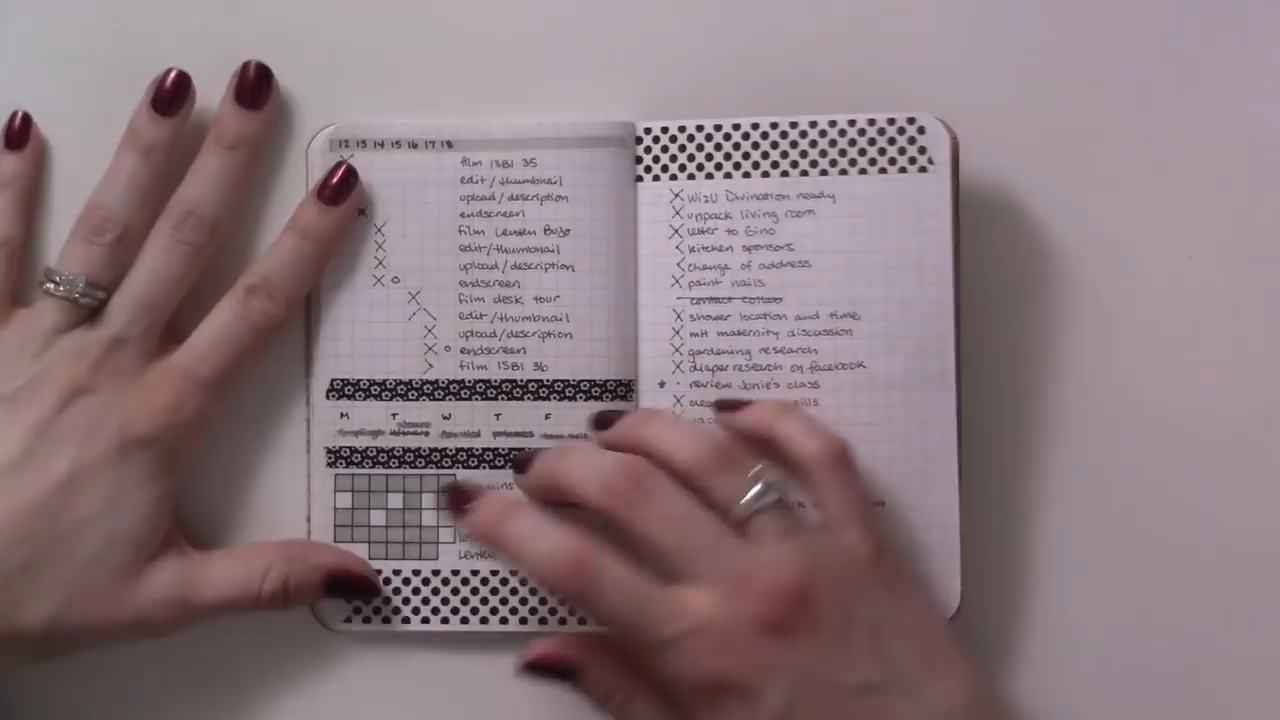 12 13 14 15 16 17 18
film ISBI 35
edit/thumbnail
upload/description
endscreen
film Lenten Bujo
edit/thumbnail
upload/description
endscreen
film desk tour
edit/thumbnail
upload/description
endscreen
film ISBI 36
M T W T F
Lenten
WizU Divination ready
unpack living room
letter to Gino
kitchen sponsors
change of address
paint nails
contact collab
shower location and time
mH maternity discussion
gardening research
diaper research on facebook
review Jonie's class